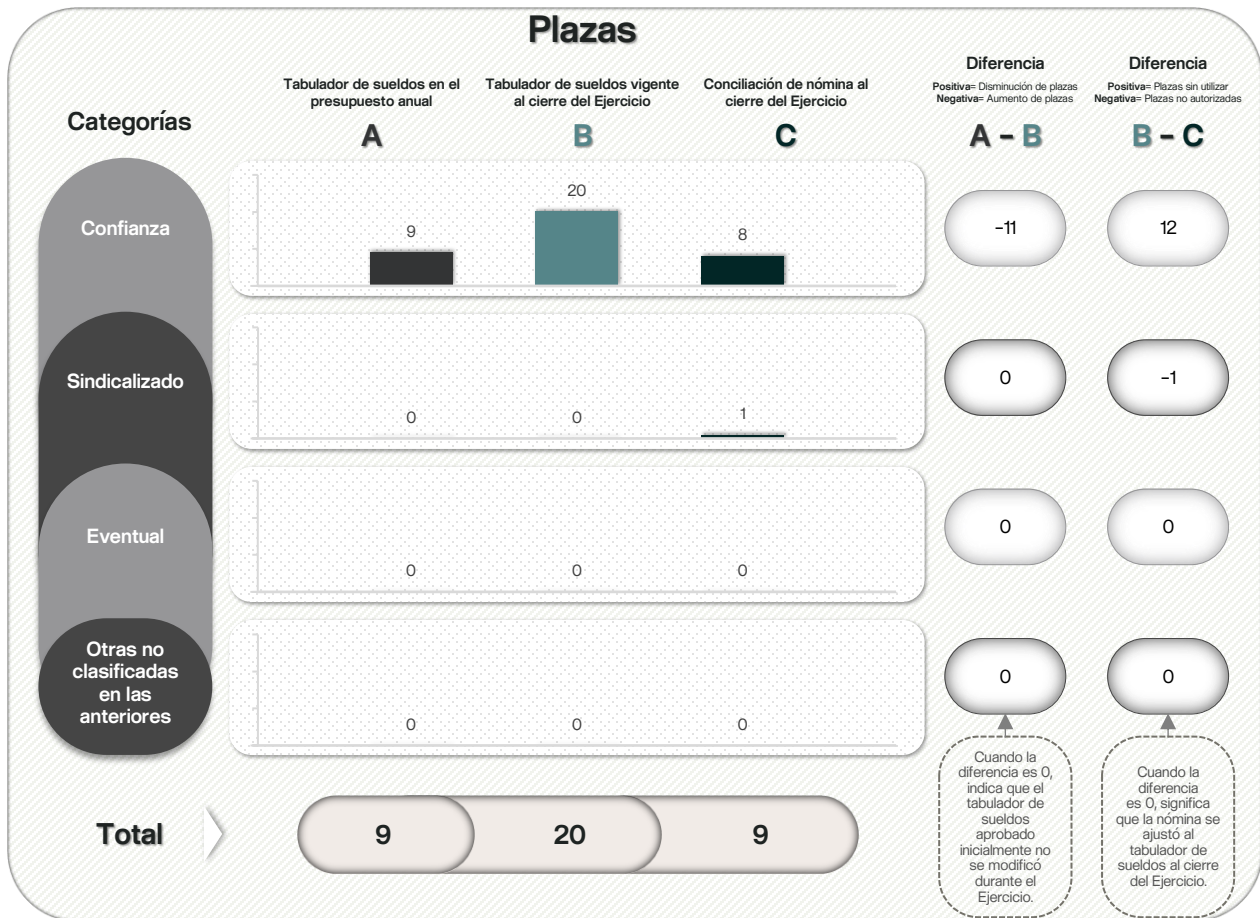 Plazas
Categorías
Tabulador de sueldos en el
presupuesto anual
A
Tabulador de sueldos vigente
al cierre del Ejercicio
B
Conciliación de nómina al
cierre del Ejercicio
C
Diferencia
Positiva= Disminución de plazas
Negativa= Aumento de plazas
A - B
Diferencia
Positiva= Plazas sin utilizar
Negativa= Plazas no autorizadas
B - C
Confianza
9
20
8
-11
12
Sindicalizado
0
0
1
0
-1
Eventual
0
0
0
0
0
Otras no
clasificadas
en las
anteriores
0
0
0
0
0
Total
9
20
9
Cuando la
diferencia es 0,
indica que el
tabulador de
sueldos
aprobado
inicialmente no
se modificó
durante el
Ejercicio.
Cuando la
diferencia
es 0, significa
que la nómina se
ajustó al
tabulador de
sueldos al cierre
del Ejercicio.